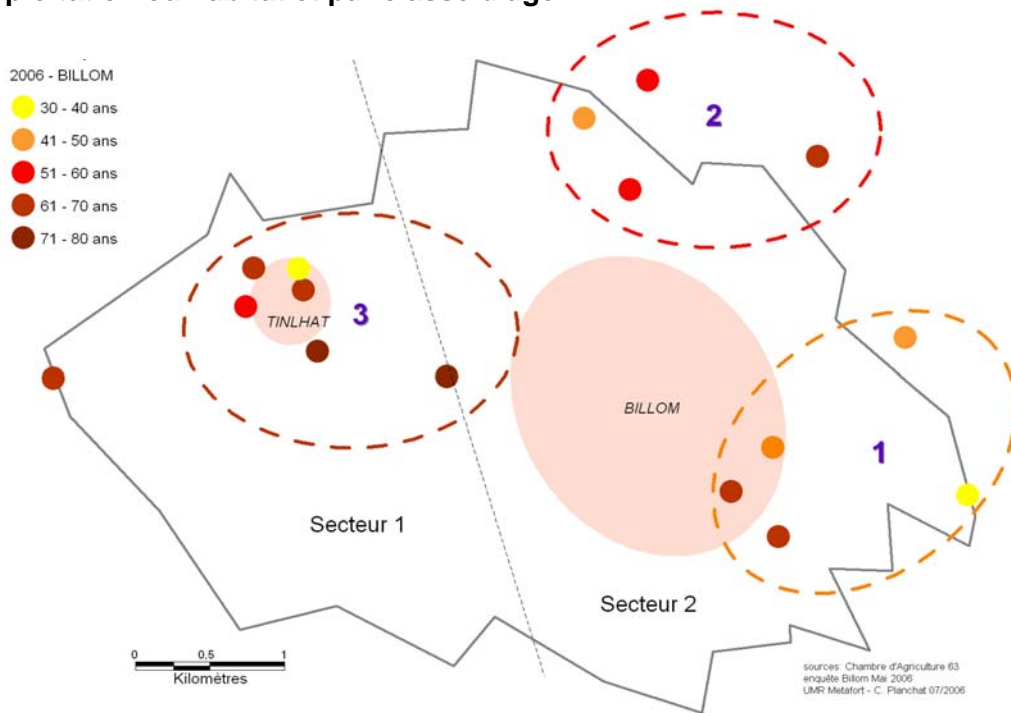 2006 - BILLOM
30 - 40 ans
41 - 50 ans
51 - 60 ans
61 - 70 ans
71 - 80 ans
2
3
TINLHAT
BILLOM
1
Secteur 1
Secteur 2
0 0,5 1
Kilomètres
sources: Chambre d'Agriculture 63
enquête Billom Mai 2006
UMR Metafort - C. Planchat 07/2006